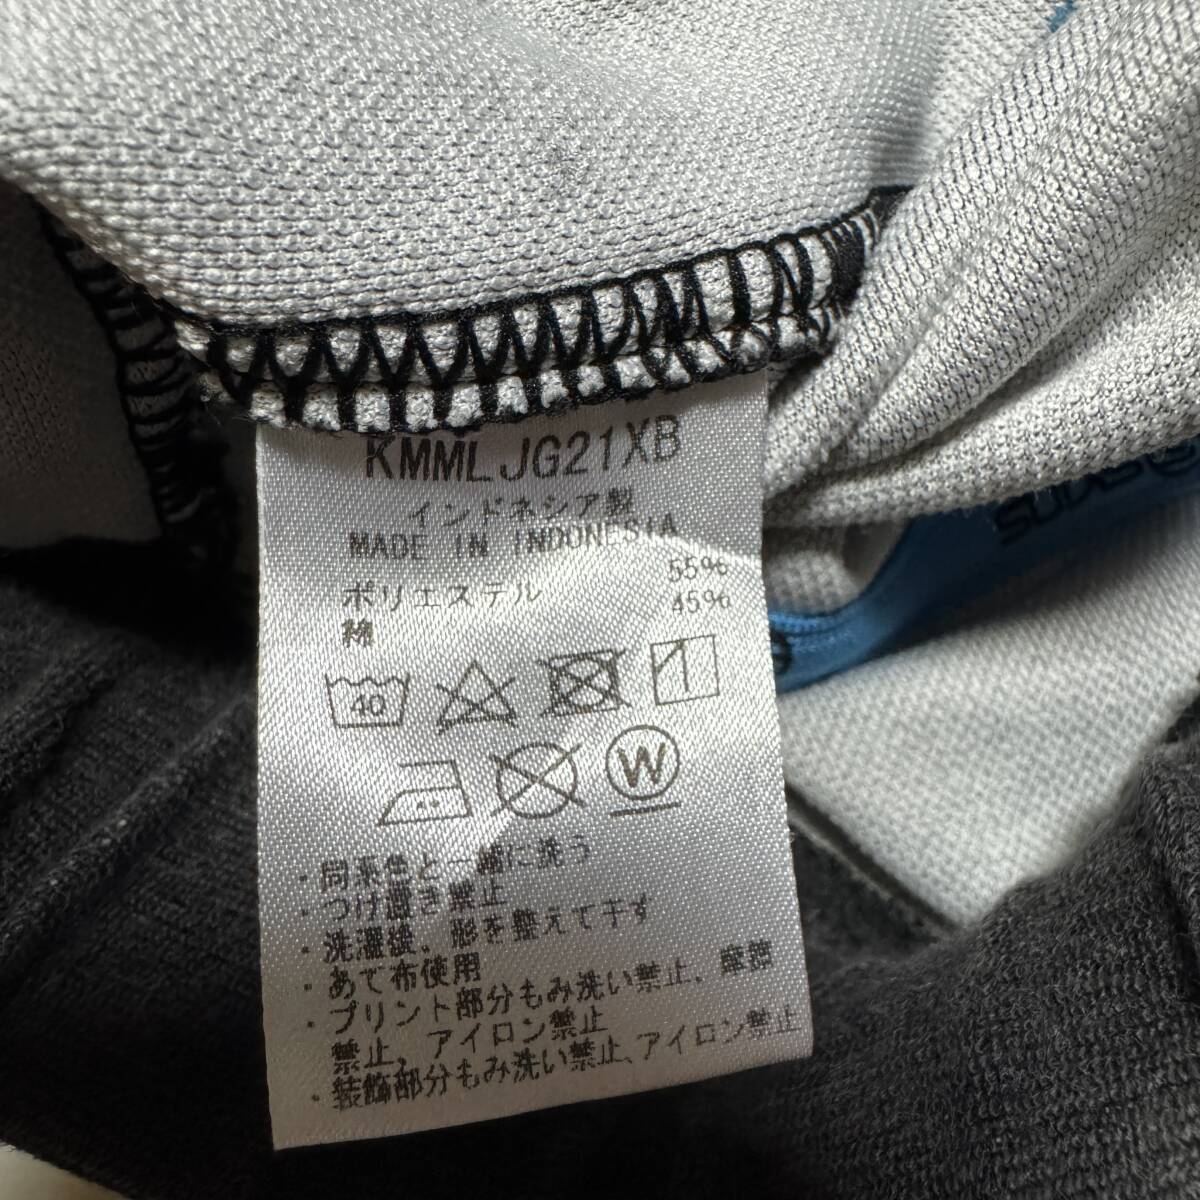 KMMLJG21XB
インドネシア製
MADE IN INDONESIA
ポリエステル 55%
綿 45%
40
W
・同系色と一緒に洗う
・つけ置き禁止
・洗濯後、形を整えて干す
・あて布使用
・プリント部分もみ洗い禁止、摩擦
禁止、アイロン禁止
・装飾部分もみ洗い禁止、アイロン禁止